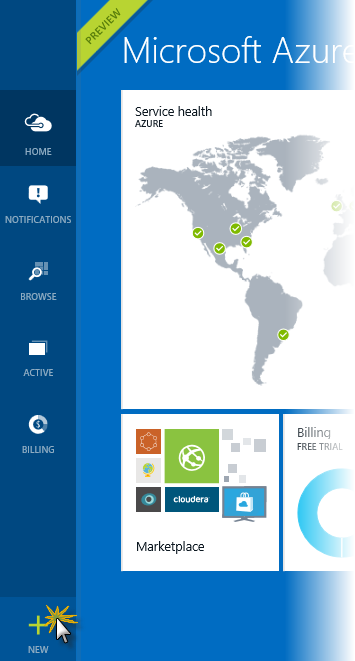 PREVIEW
Microsoft Azure
HOME
NOTIFICATIONS
BROWSE
ACTIVE
BILLING
NEW
Service health
AZURE
cloudera
Marketplace
Billing
FREE TRIAL